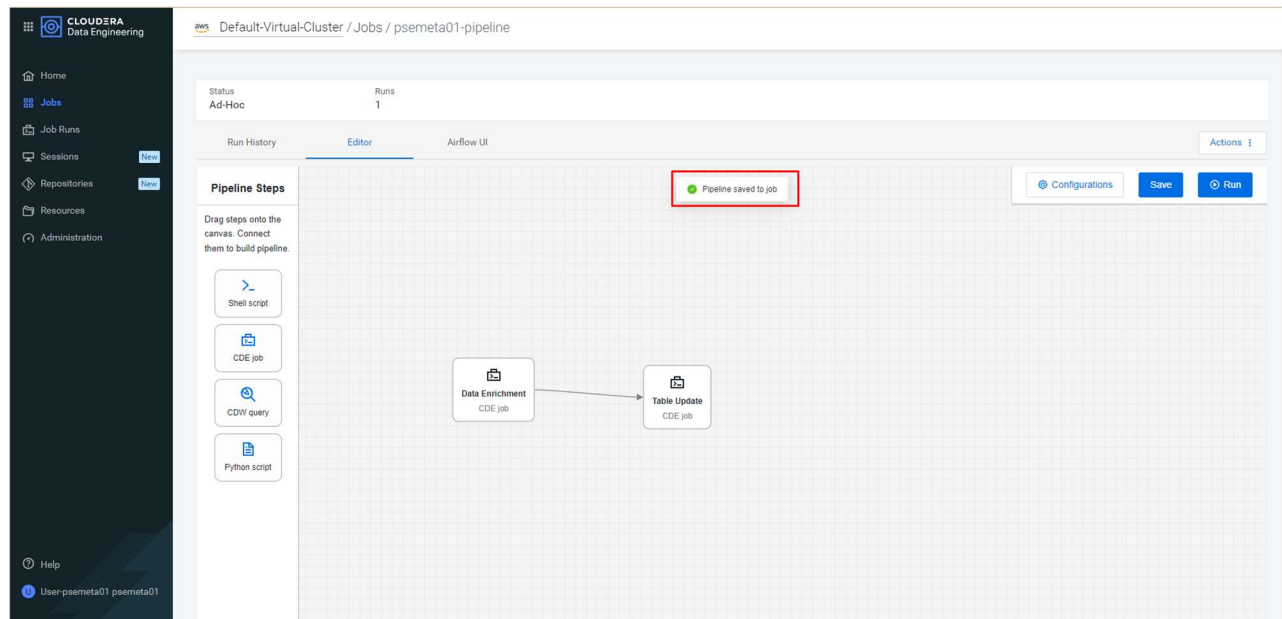 CLOUDERA
Data Engineering
aws Default-Virtual-Cluster / Jobs / psemeta01-pipeline
Home
Jobs
Job Runs
Sessions New
Repositories New
Resources
Administration
Help
U User-psemeta01 psemeta01
Status Runs
Ad-Hoc 1
Run History Editor Airflow UI Actions
Pipeline Steps
Pipeline saved to job
Configurations Save Run
Drag steps onto the
canvas. Connect
them to build pipeline.
Shell script
CDE job
CDW query
Python script
Data Enrichment
CDE job
Table Update
CDE job